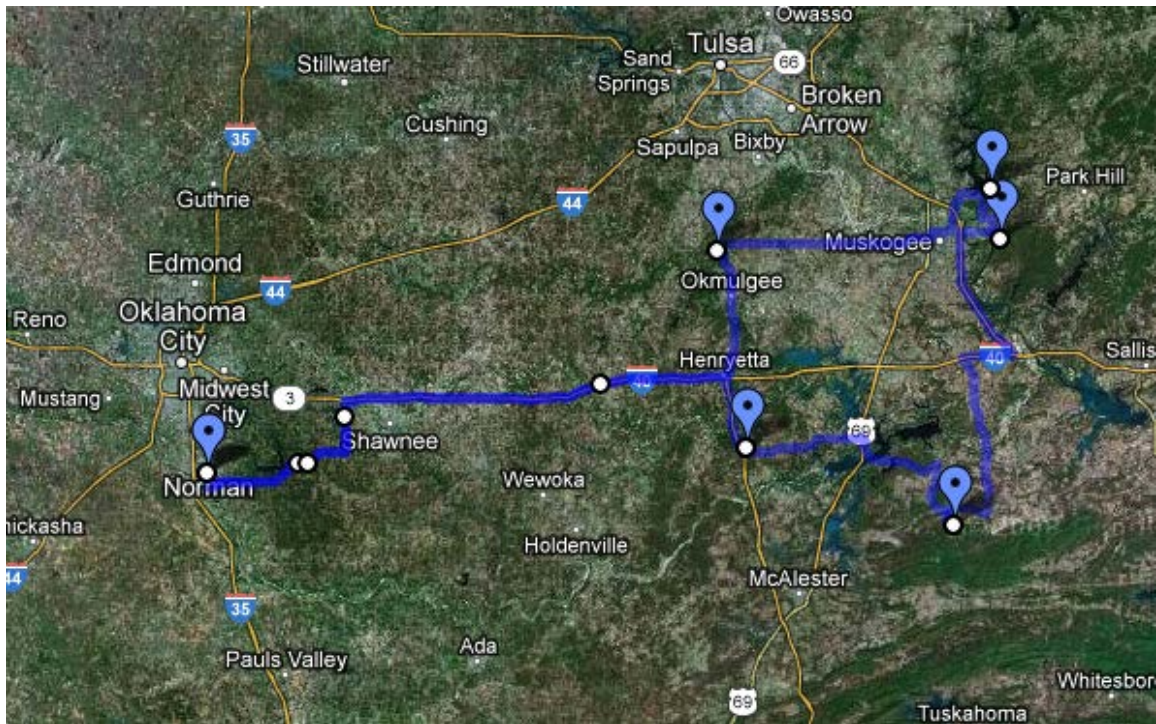 Owasso
Tulsa
Sand
Springs
66
Stillwater
Broken
Arrow
Cushing
35
Sapulpa
Bixby
Guthrie
44
Park Hill
Muskogee
Edmond
44
Okmulgee
Oklahoma
City
Reno
Henryetta
40
Sallis
Midwest
City
Mustang
3
40
Shawnee
69
Norman
Wewoka
hickasha
Holdenville
44
McAlester
35
Ada
Pauls Valley
Whitesboro
69
Tuskahoma